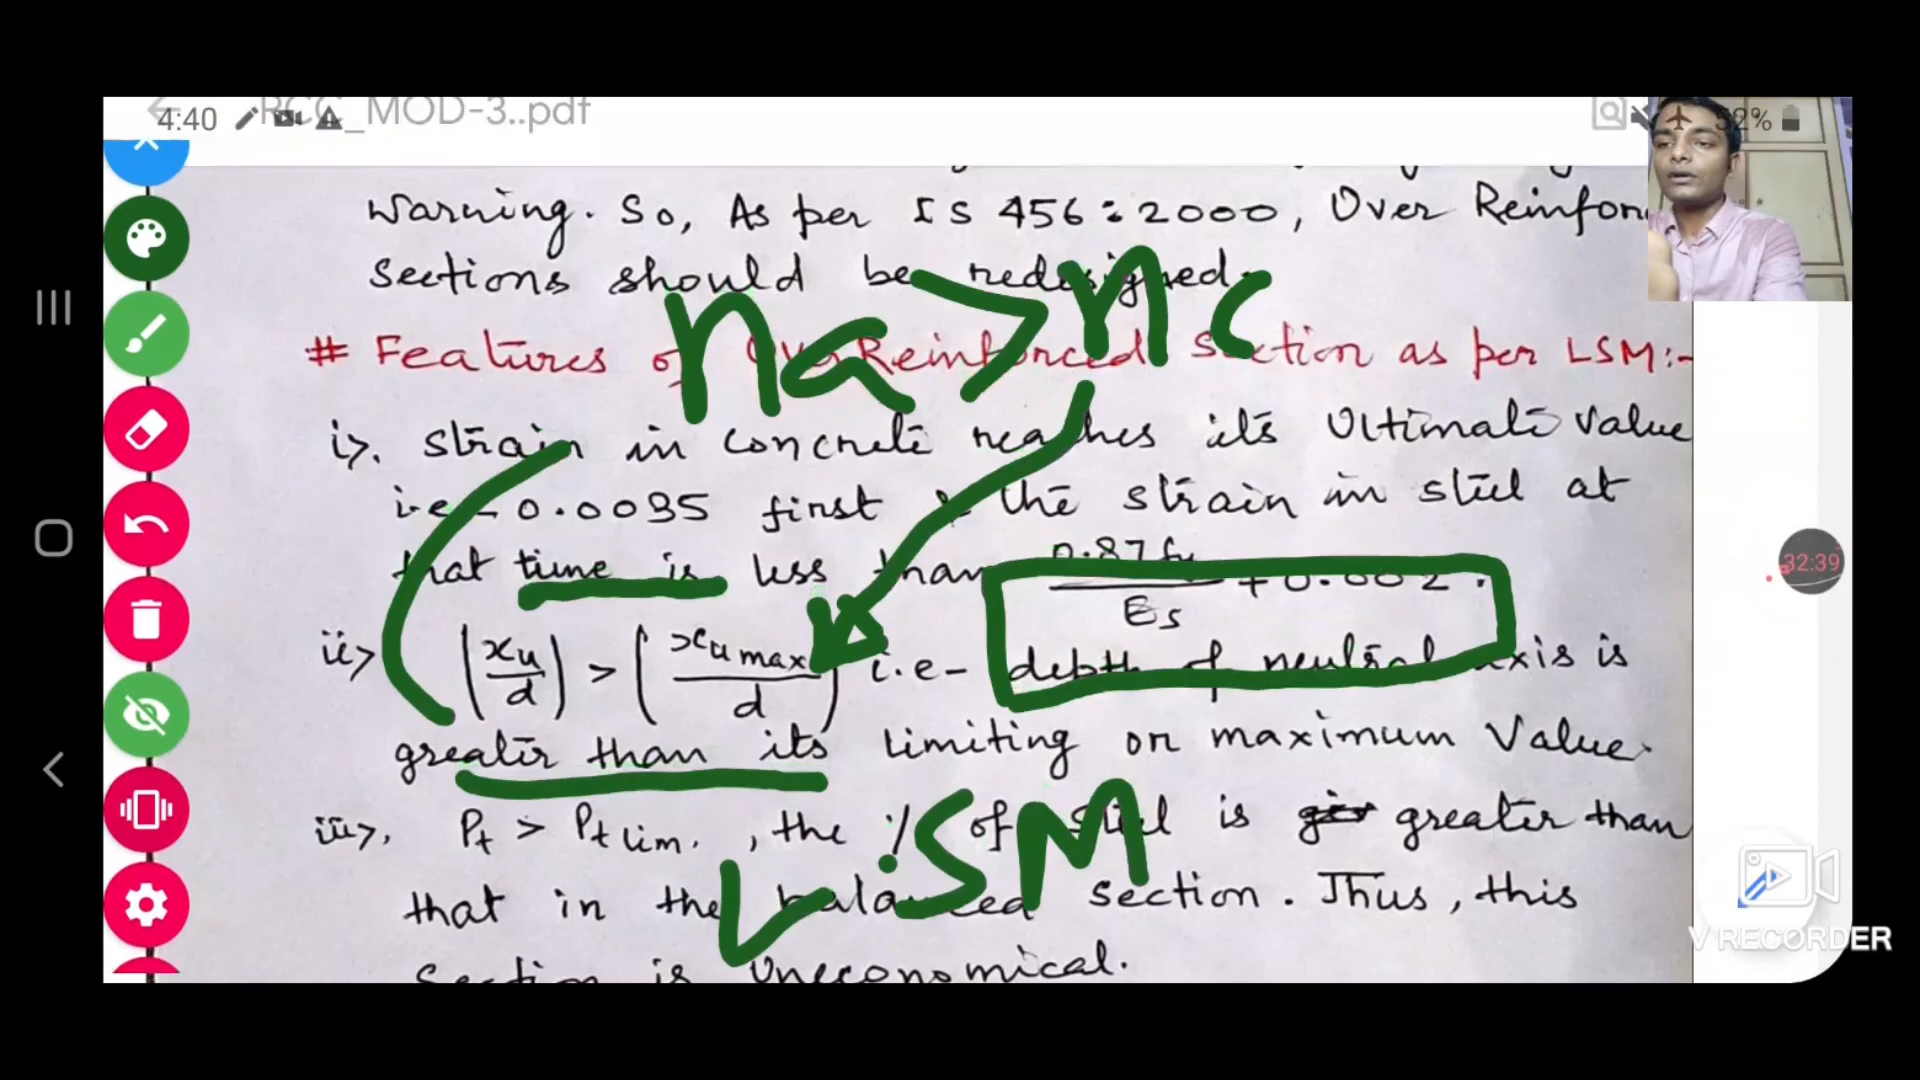 4:40
RCC_MOD-3..pdf
52%
Warning. So, As per IS 456:2000, Over Reinfor
Sections should be redesigned.
na > nc
# Features of Over Reinforced Section as per LSM:-
i>. Strain in concrete reaches its Ultimate Value
i.e - 0.0035 first & the strain in steel at
that time is less than 0.87 fy / Es + 0.002.
ii> (xu/d) > (xu max/d) i.e- depth of neutral axis is
greater than its limiting or maximum Value.
iii>. Pt > Pt lim. , the % of steel is greater than
that in the balanced section. Thus, this
LSM
Section is Uneconomical.
32:39
V RECORDER